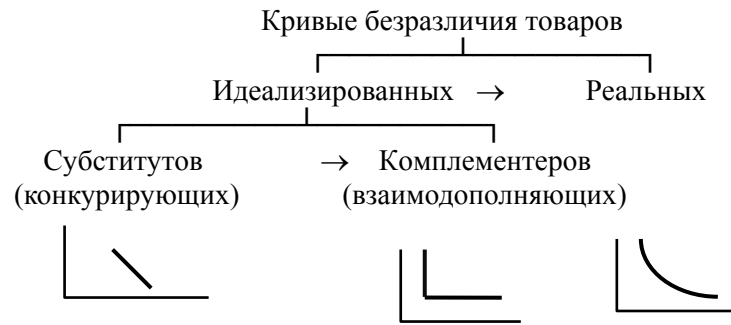 Кривые безразличия товаров
Идеализированных → Реальных
Субститутов → Комплементеров
(конкурирующих) (взаимодополняющих)